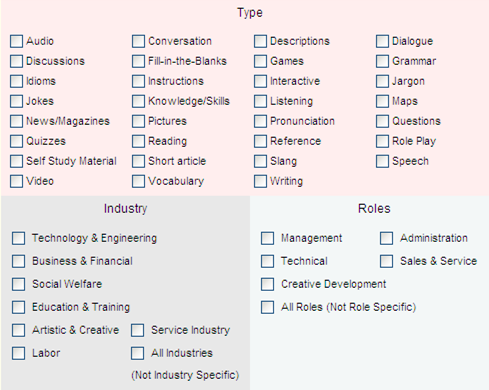 Type
Audio Conversation Descriptions Dialogue
Discussions Fill-in-the-Blanks Games Grammar
Idioms Instructions Interactive Jargon
Jokes Knowledge/Skills Listening Maps
News/Magazines Pictures Pronunciation Questions
Quizzes Reading Reference Role Play
Self Study Material Short article Slang Speech
Video Vocabulary Writing
Industry
Technology & Engineering
Business & Financial
Social Welfare
Education & Training
Artistic & Creative Service Industry
Labor All Industries
(Not Industry Specific)
Roles
Management Administration
Technical Sales & Service
Creative Development
All Roles (Not Role Specific)